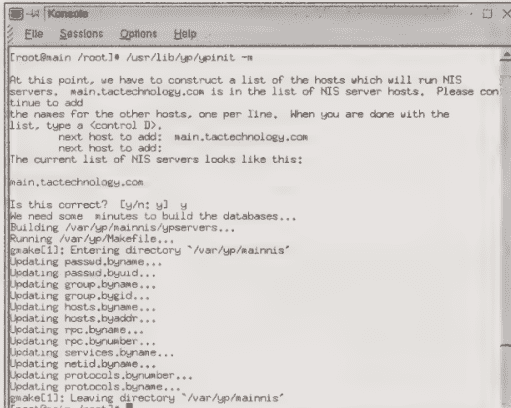 Konsole
File Sessions Options Help
[root@main /root]# /usr/lib/yp/ypinit -m
At this point, we have to construct a list of the hosts which will run NIS
servers. main.tactechnology.com is in the list of NIS server hosts. Please con
tinue to add
the names for the other hosts, one per line. When you are done with the
list, type a <control D>.
next host to add: main.tactechnology.com
next host to add:
The current list of NIS servers looks like this:
main.tactechnology.com
Is this correct? [y/n: y] y
We need some minutes to build the databases...
Building /var/yp/mainnis/ypservers...
Running /var/yp/Makefile...
gmake[1]: Entering directory `/var/yp/mainnis'
Updating passwd.byname...
Updating passwd.byuid...
Updating group.byname...
Updating group.bygid...
Updating hosts.byname...
Updating hosts.byaddr...
Updating rpc.byname...
Updating rpc.bynumber...
Updating services.byname...
Updating netid.byname...
Updating protocols.bynumber...
Updating protocols.byname...
gmake[1]: Leaving directory `/var/yp/mainnis'
[root@main /root]#